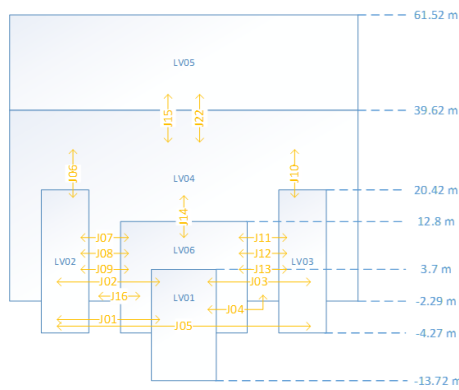 61.52 m
LV05
39.62 m
J15
J22
J06
J10
LV04
20.42 m
J14
12.8 m
J07
J11
LV06
J08
J12
LV02
LV03
J09
J13
3.7 m
J02
J03
J16
LV01
-2.29 m
J04
J01
J05
-4.27 m
-13.72 m